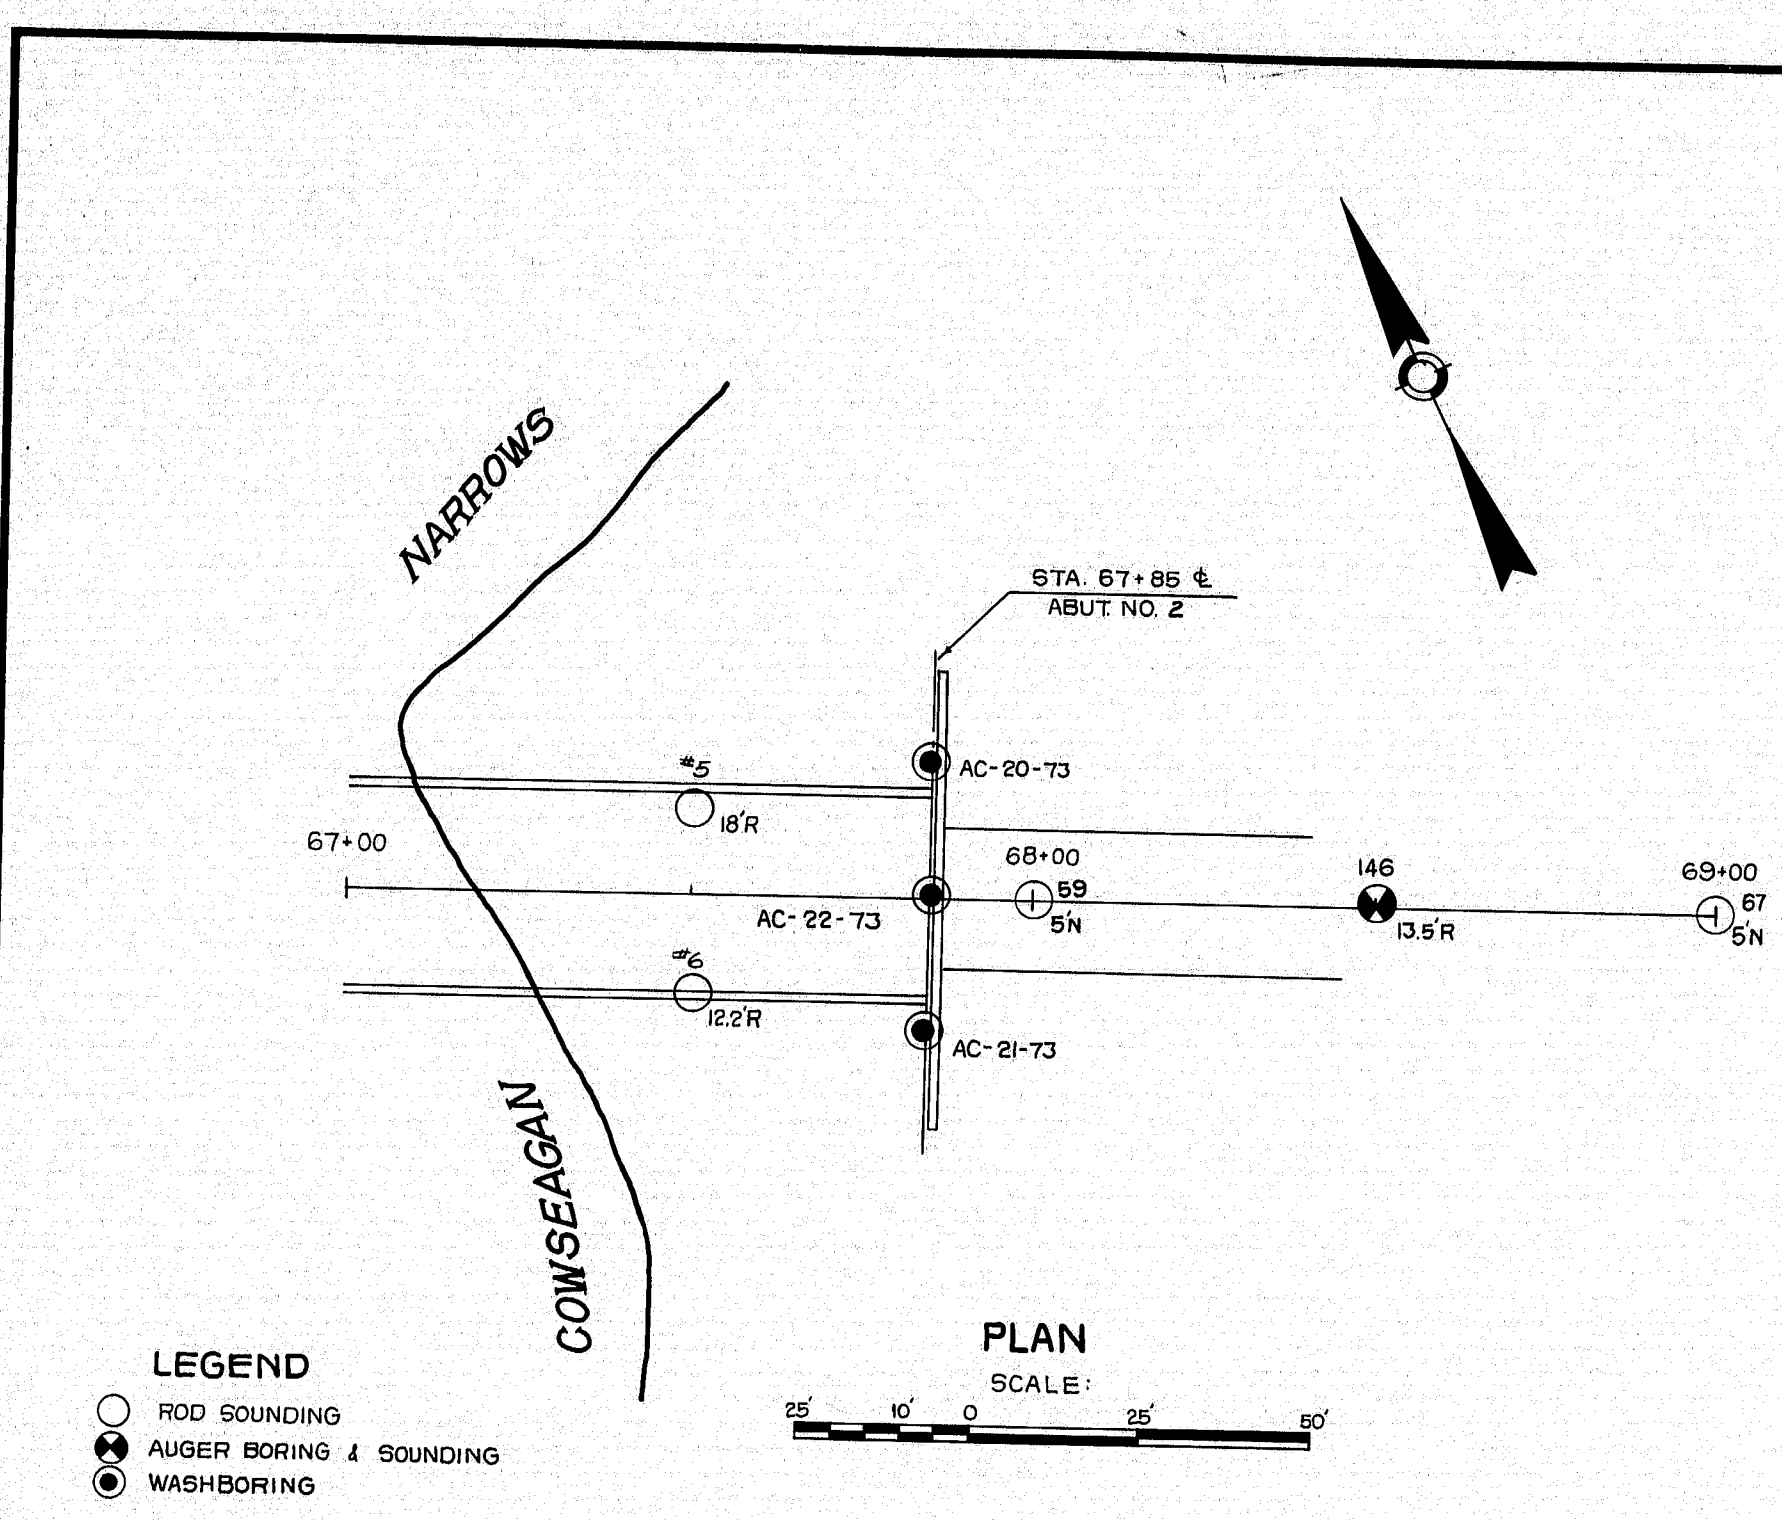 NARROWS
STA. 67+85 ℄
ABUT. NO. 2
#5
AC-20-73
18'R
67+00
68+00
146
69+00
59
67
AC-22-73
5'N
13.5'R
5'N
#6
12.2'R
AC-21-73
COWSEAGAN
PLAN
SCALE:
25' 10' 0 25' 50'
LEGEND
ROD SOUNDING
AUGER BORING & SOUNDING
WASHBORING